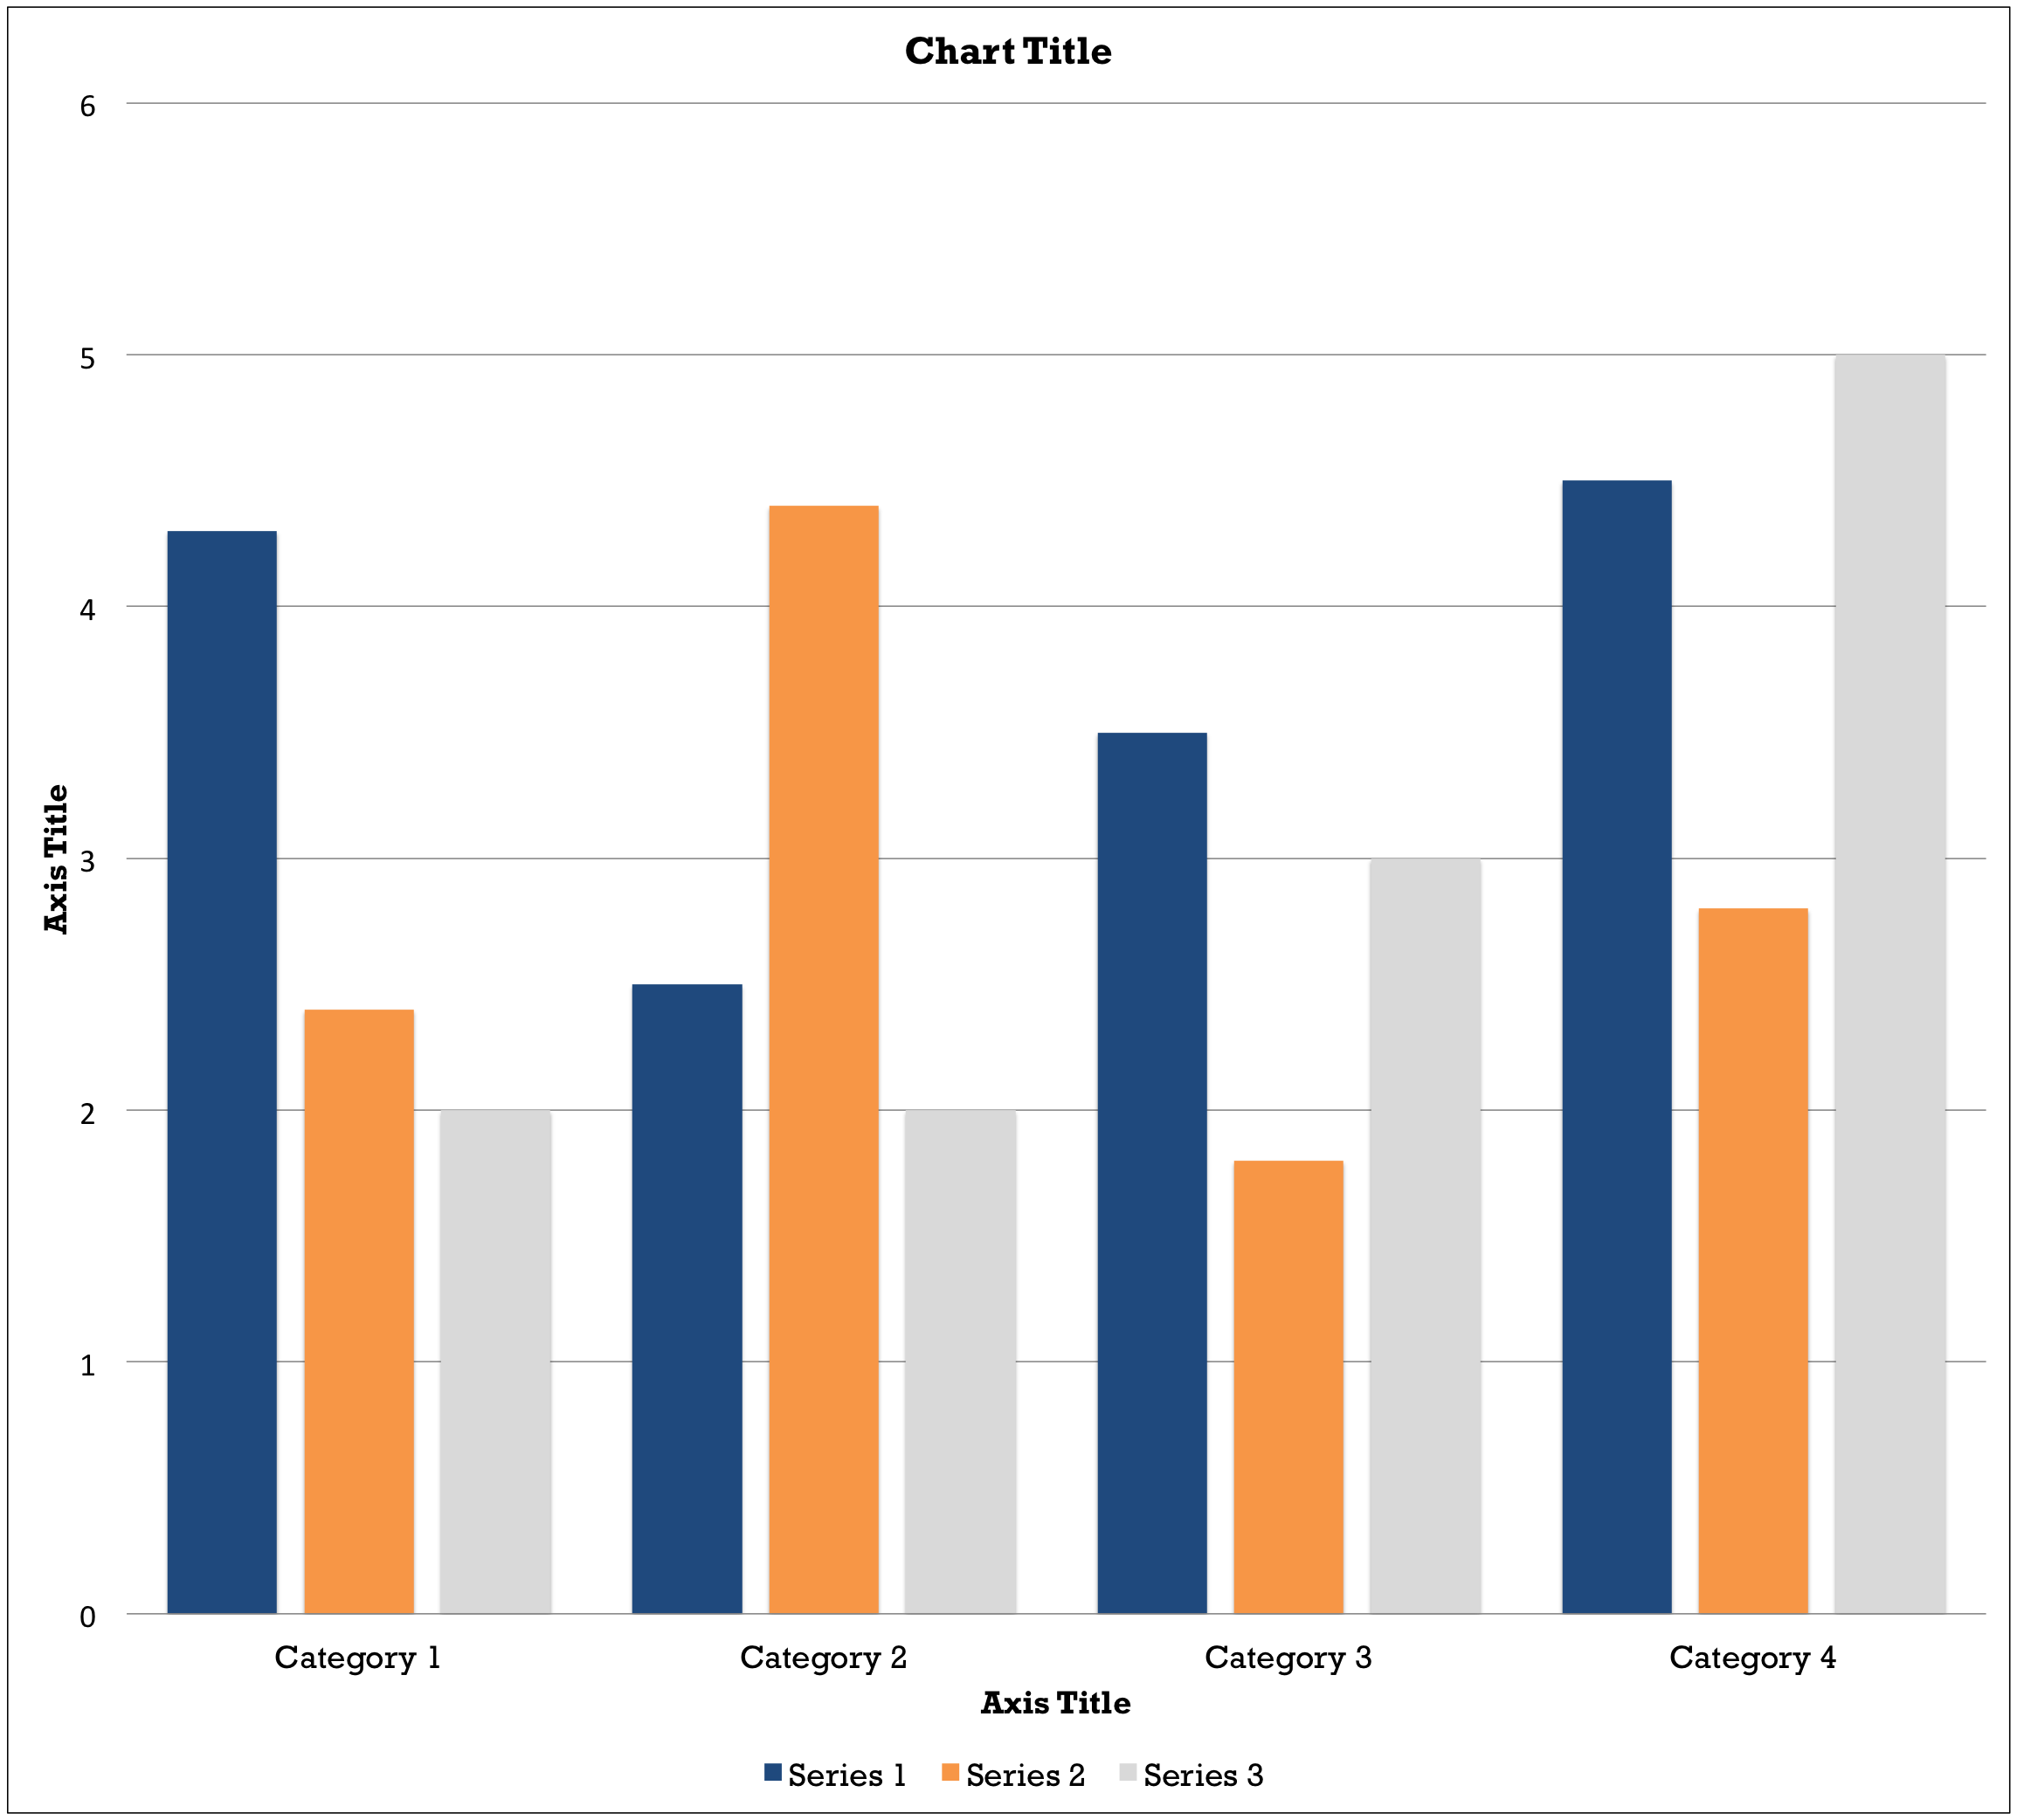 Chart Title
6
5
4
3
2
1
0
Axis Title
Category 1 Category 2 Category 3 Category 4
Axis Title
Series 1 Series 2 Series 3